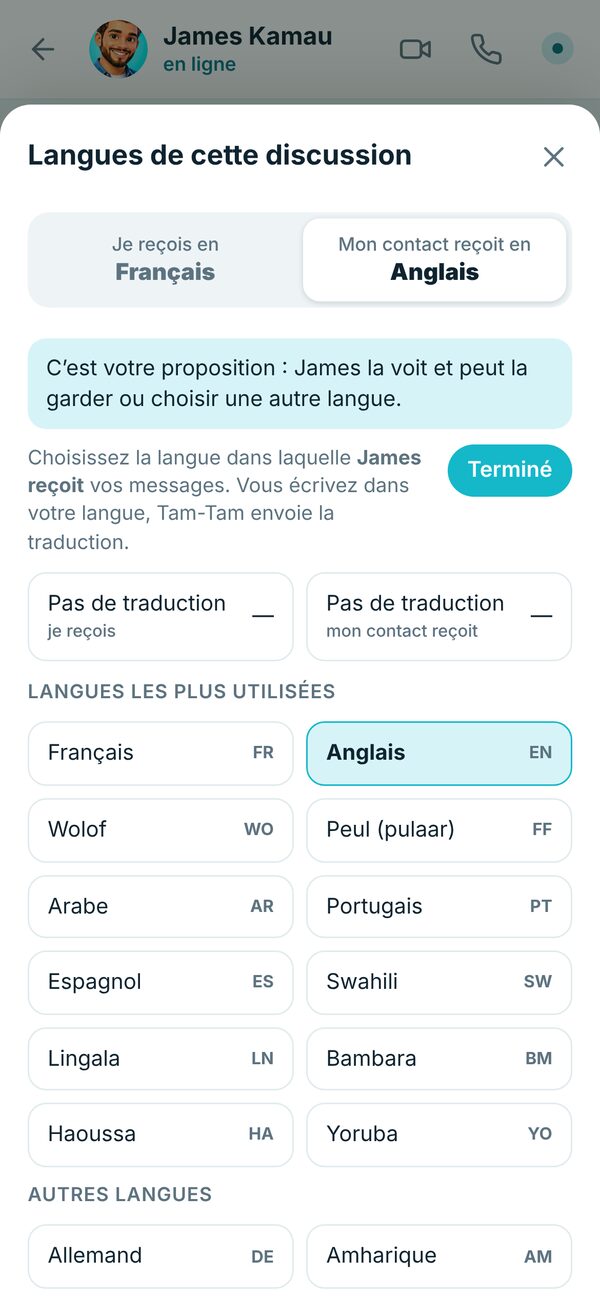 James Kamau
en ligne
Langues de cette discussion
Je reçois en
Français
Mon contact reçoit en
Anglais
C’est votre proposition : James la voit et peut la
garder ou choisir une autre langue.
Choisissez la langue dans laquelle James
reçoit vos messages. Vous écrivez dans
votre langue, Tam-Tam envoie la
traduction.
Terminé
Pas de traduction —
je reçois
Pas de traduction —
mon contact reçoit
LANGUES LES PLUS UTILISÉES
Français FR
Anglais EN
Wolof WO
Peul (pulaar) FF
Arabe AR
Portugais PT
Espagnol ES
Swahili SW
Lingala LN
Bambara BM
Haoussa HA
Yoruba YO
AUTRES LANGUES
Allemand DE
Amharique AM